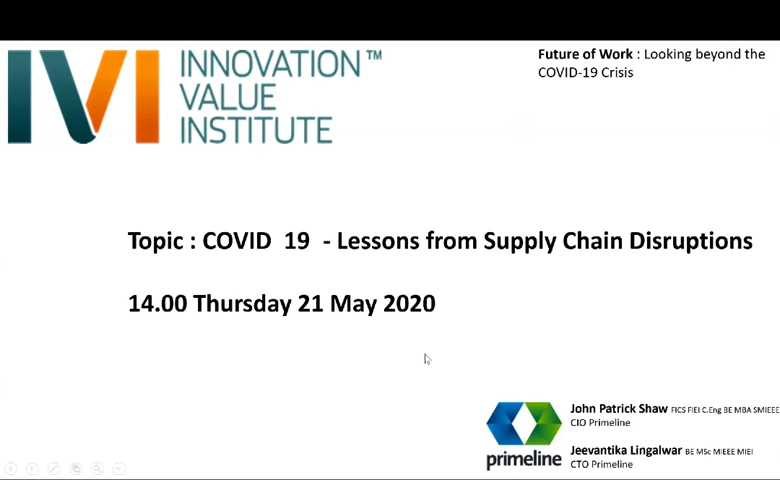 IVI INNOVATION™
VALUE
INSTITUTE
Future of Work : Looking beyond the
COVID-19 Crisis
Topic : COVID 19 - Lessons from Supply Chain Disruptions
14.00 Thursday 21 May 2020
primeline
John Patrick Shaw FICS FIEI C.Eng BE MBA SMIEEE
CIO Primeline
Jeevantika Lingalwar BE MSc MIEEE MIEI
CTO Primeline